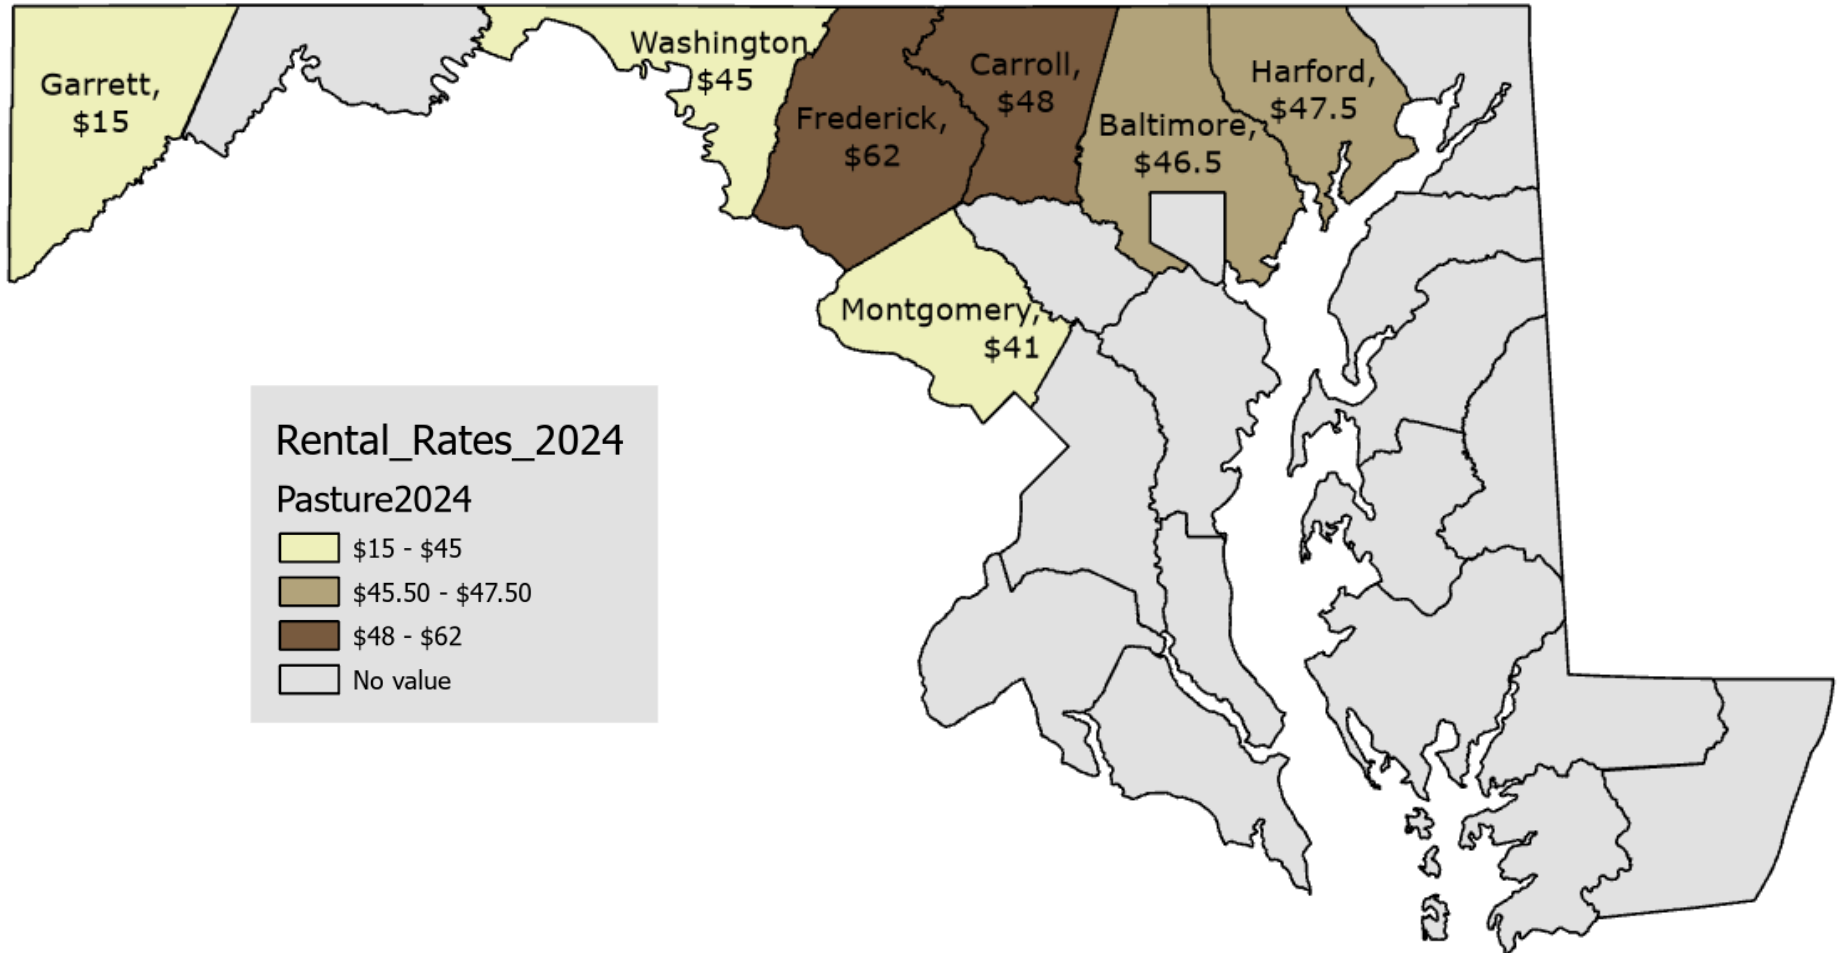 Garrett,
$15
Washington,
$45
Frederick,
$62
Carroll,
$48
Baltimore,
$46.5
Harford,
$47.5
Montgomery,
$41
Rental_Rates_2024
Pasture2024
$15 - $45
$45.50 - $47.50
$48 - $62
No value